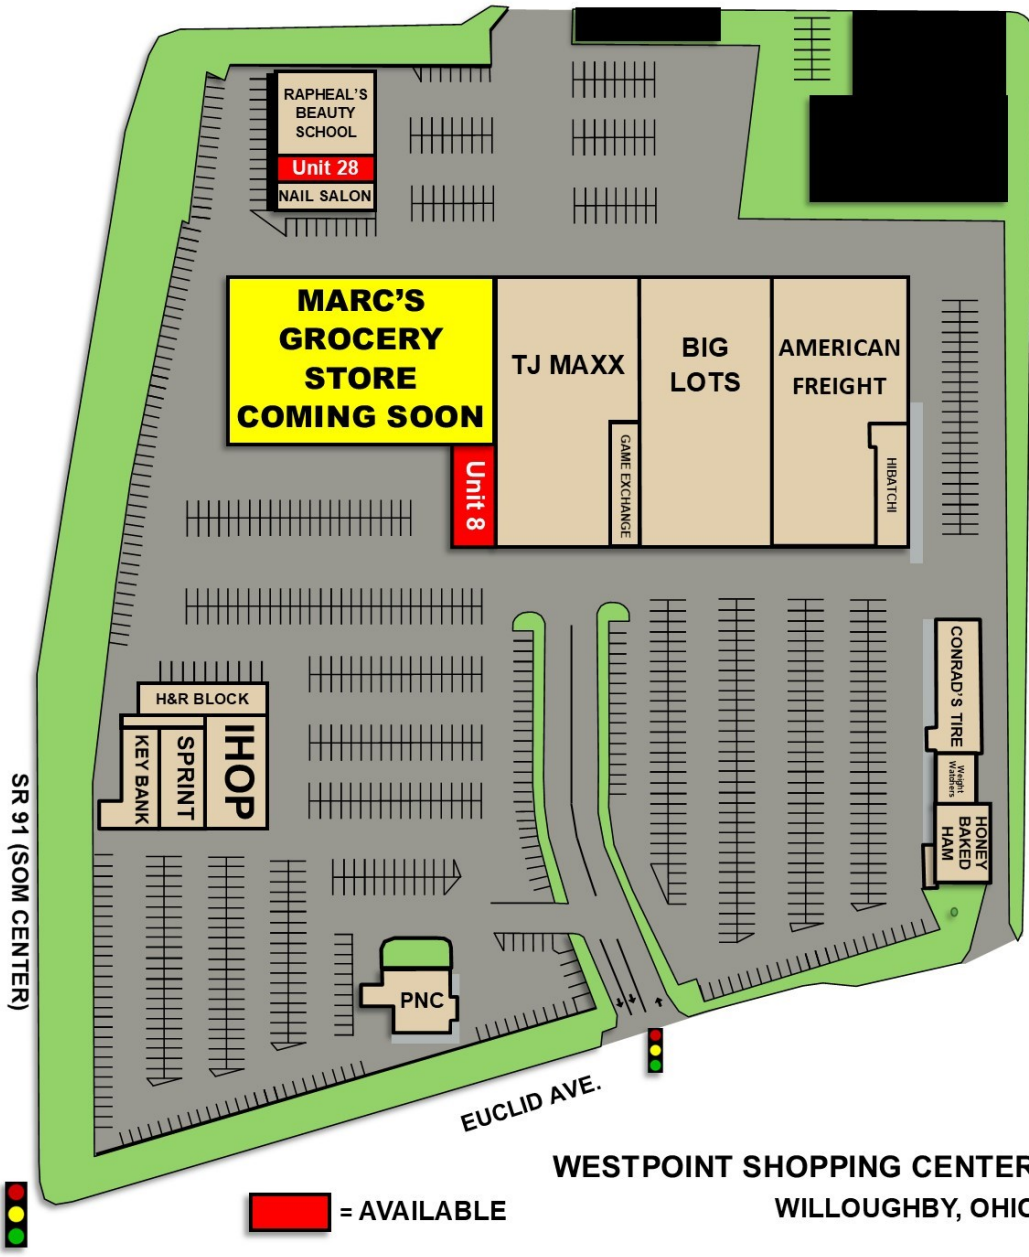 RAPHEAL'S
BEAUTY
SCHOOL
Unit 28
NAIL SALON
MARC'S
GROCERY
STORE
COMING SOON
TJ MAXX
BIG
LOTS
AMERICAN
FREIGHT
Unit 8
GAME EXCHANGE
HIBATCHI
CONRAD'S TIRE
Weight
Watchers
HONEY
BAKED
HAM
H&R BLOCK
KEY BANK
SPRINT
IHOP
PNC
SR 91 (SOM CENTER)
EUCLID AVE.
WESTPOINT SHOPPING CENTER
WILLOUGHBY, OHIO
= AVAILABLE